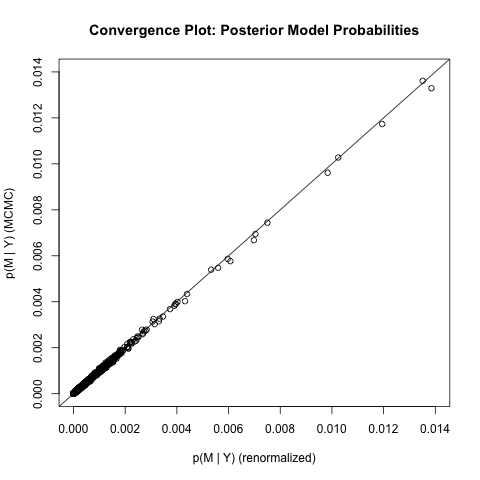 Convergence Plot: Posterior Model Probabilities
p(M | Y) (MCMC)
0.014
0.012
0.010
0.008
0.006
0.004
0.002
0.000
0.000 0.002 0.004 0.006 0.008 0.010 0.012 0.014
p(M | Y) (renormalized)